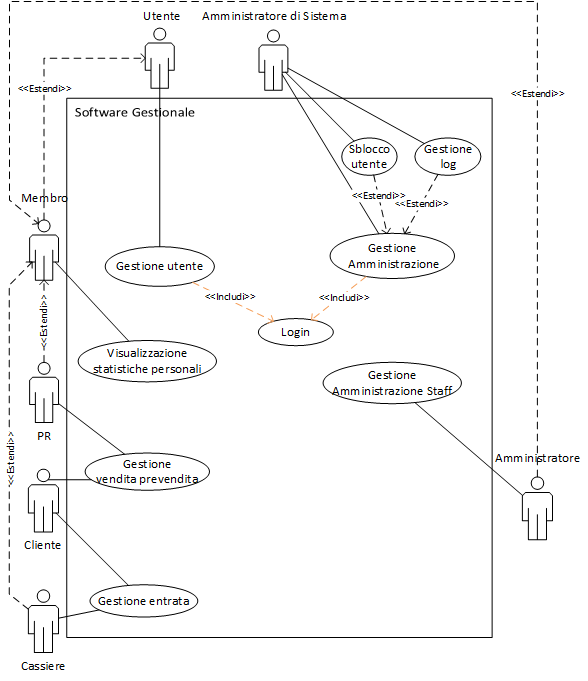 Utente
Amministratore di Sistema
<<Estendi>>
<<Estendi>>
Software Gestionale
Sblocco
utente
Gestione
log
<<Estendi>>
<<Estendi>>
Membro
Gestione utente
Gestione
Amministrazione
<<Includi>>
<<Includi>>
<<Estendi>>
Login
Visualizzazione
statistiche personali
Gestione
Amministrazione Staff
PR
<<Estendi>>
Gestione
vendita prevendita
Amministratore
Cliente
Gestione entrata
Cassiere